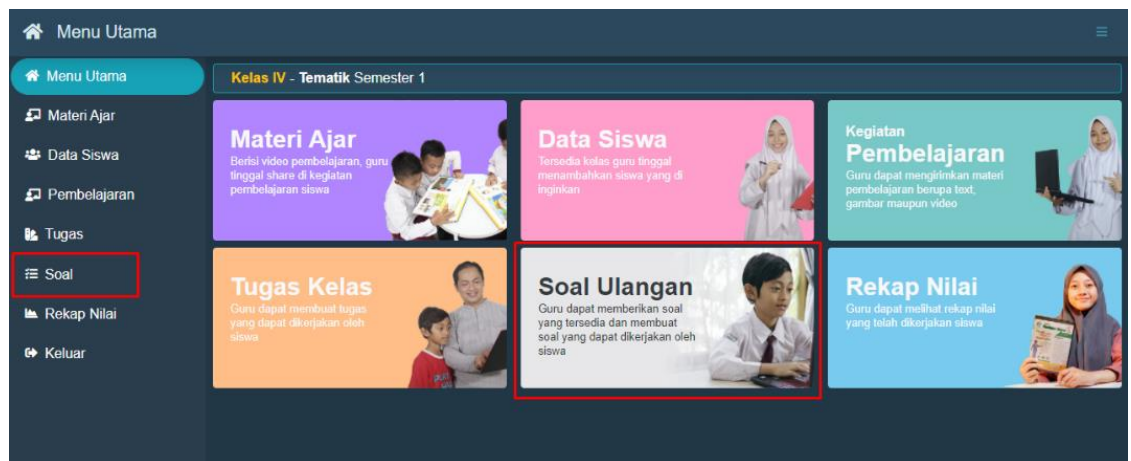 Menu Utama
Menu Utama
Materi Ajar
Data Siswa
Pembelajaran
Tugas
Soal
Rekap Nilai
Keluar
Kelas IV - Tematik Semester 1
Materi Ajar
Berisi video pembelajaran, guru
tinggal share di kegiatan
pembelajaran siswa
Data Siswa
Tersedia kelas guru tinggal
menambahkan siswa yang di
inginkan
Kegiatan
Pembelajaran
Guru dapat mengirimkan materi
pembelajaran berupa text,
gambar maupun video
Tugas Kelas
Guru dapat membuat tugas
yang dapat dikerjakan oleh
siswa
Soal Ulangan
Guru dapat memberikan soal
yang tersedia dan membuat
soal yang dapat dikerjakan oleh
siswa
Rekap Nilai
Guru dapat melihat rekap nilai
yang telah dikerjakan siswa